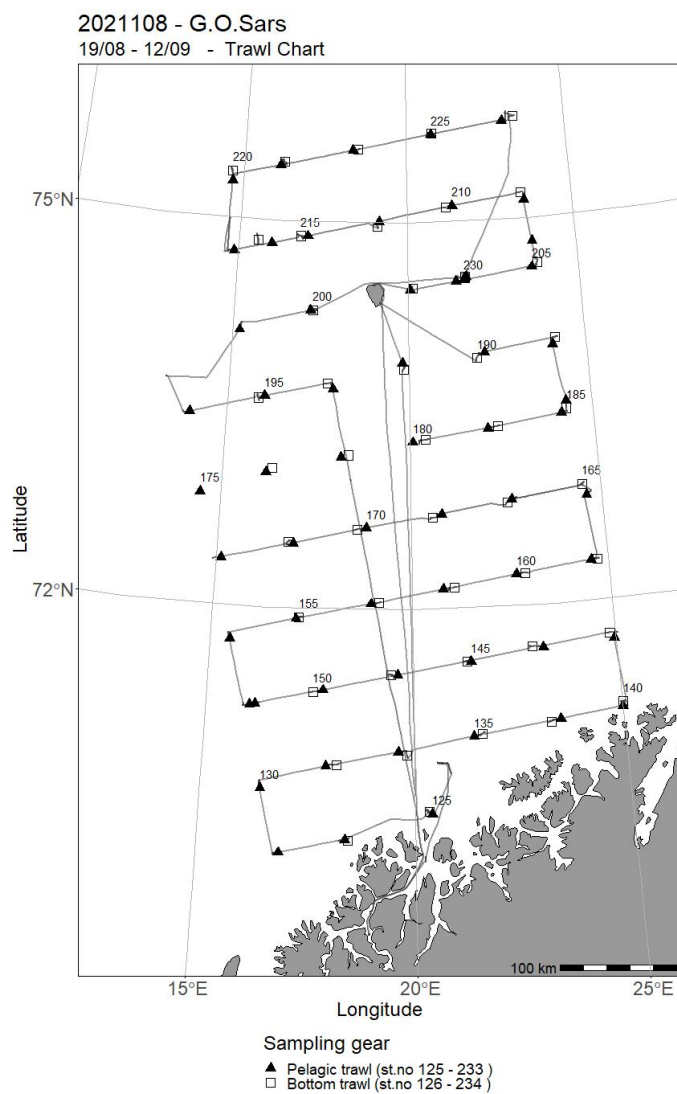 2021108 - G.O.Sars
19/08 - 12/09 - Trawl Chart
225
220
75°N
210
215
205
230
200
190
195
185
180
175
165
170
160
72°N
155
145
150
140
135
130
125
100 km
15°E
20°E
25°E
Latitude
Longitude
Sampling gear
Pelagic trawl (st.no 125 - 233 )
Bottom trawl (st.no 126 - 234 )